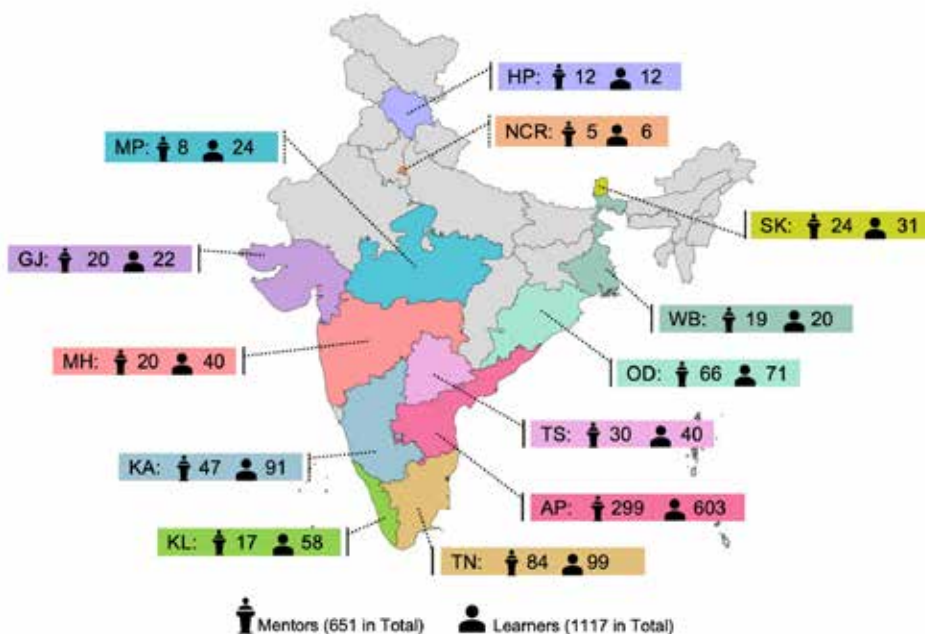 HP: 12 12
NCR: 5 6
MP: 8 24
SK: 24 31
GJ: 20 22
WB: 19 20
MH: 20 40
OD: 66 71
TS: 30 40
KA: 47 91
AP: 299 603
KL: 17 58
TN: 84 99
Mentors (651 in Total) Learners (1117 in Total)